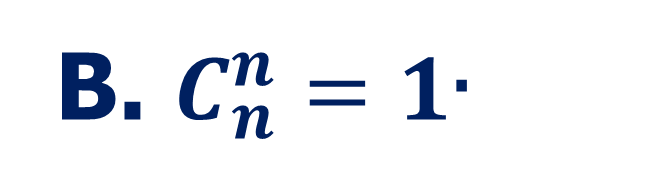 B. $C_n^n = 1$.